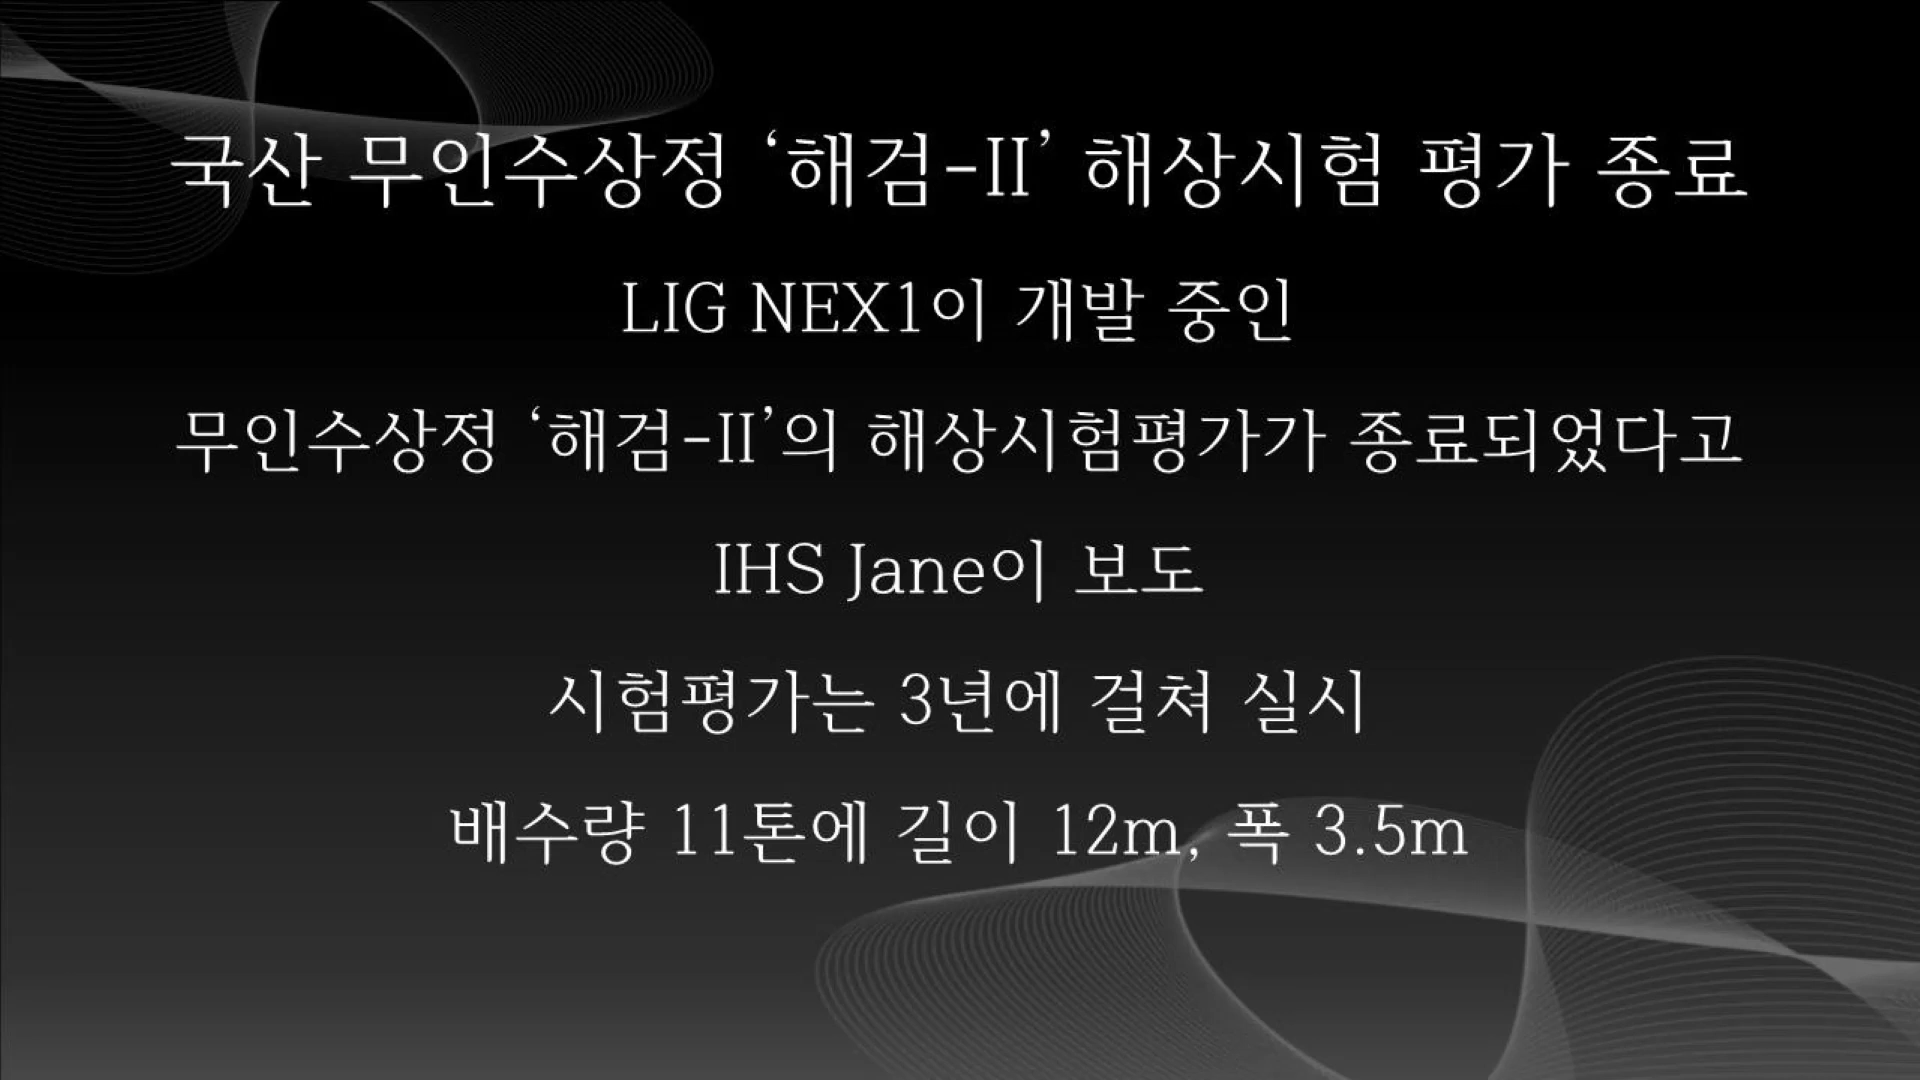 국산 무인수상정 ‘해검-II’ 해상시험 평가 종료
LIG NEX1이 개발 중인
무인수상정 ‘해검-II’의 해상시험평가가 종료되었다고
IHS Jane이 보도
시험평가는 3년에 걸쳐 실시
배수량 11톤에 길이 12m, 폭 3.5m